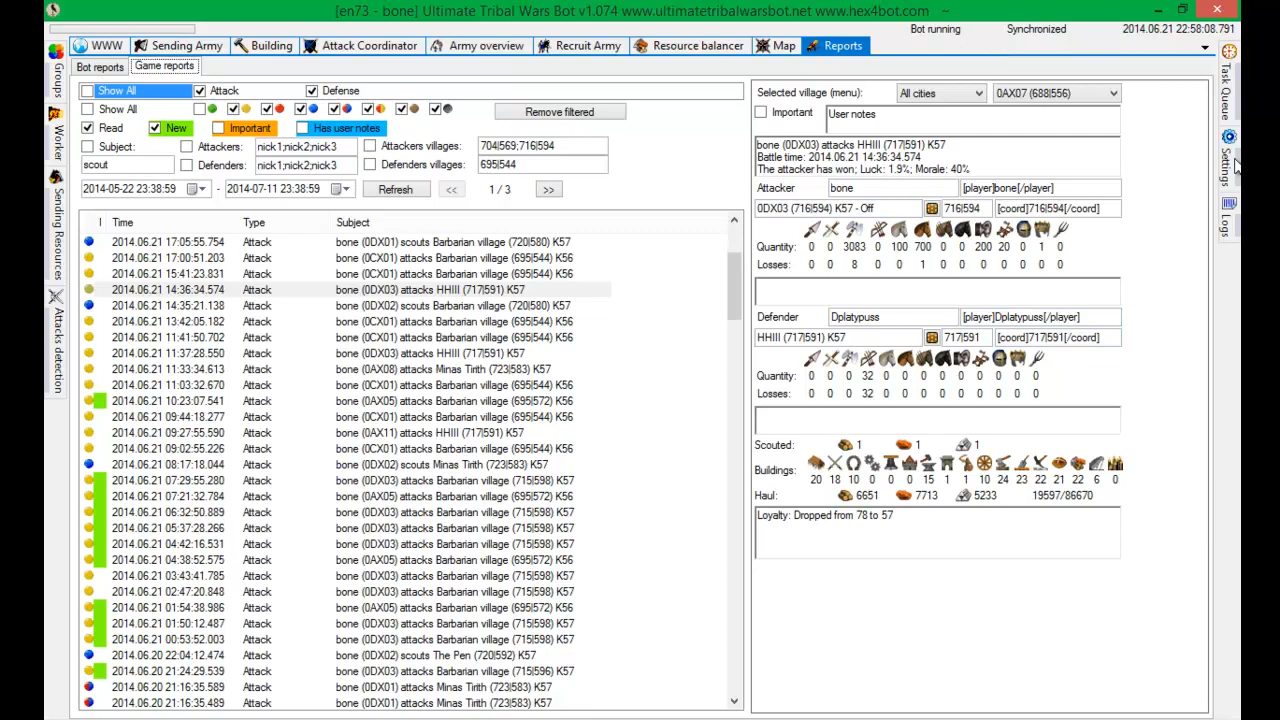 [en73 - bone] Ultimate Tribal Wars Bot v1.074 www.ultimatetribalwarsbot.net www.hex4bot.com ~
Bot running Synchronized 2014.06.21 22:58:08.791
WWW Sending Army Building Attack Coordinator Army overview Recruit Army Resource balancer Map Reports
Groups
Worker
Sending Resources
Attacks detection
Bot reports Game reports
Show All Attack Defense
Show All Remove filtered
Read New Important Has user notes
Subject: Attackers: nick1;nick2;nick3 Attackers villages: 704|569;716|594
scout Defenders: nick1;nick2;nick3 Defenders villages: 695|544
2014-05-22 23:38:59 - 2014-07-11 23:38:59 Refresh << 1 / 3 >>
I Time Type Subject
2014.06.21 17:05:55.754 Attack bone (0DX01) scouts Barbarian village (720|580) K57
2014.06.21 17:00:51.203 Attack bone (0CX01) attacks Barbarian village (695|544) K56
2014.06.21 15:41:23.831 Attack bone (0CX01) attacks Barbarian village (695|544) K56
2014.06.21 14:36:34.574 Attack bone (0DX03) attacks HHIII (717|591) K57
2014.06.21 14:35:21.138 Attack bone (0DX02) scouts Barbarian village (720|580) K57
2014.06.21 13:42:05.182 Attack bone (0CX01) attacks Barbarian village (695|544) K56
2014.06.21 11:41:50.702 Attack bone (0CX01) attacks Barbarian village (695|544) K56
2014.06.21 11:37:28.550 Attack bone (0DX03) attacks HHIII (717|591) K57
2014.06.21 11:33:34.613 Attack bone (0AX08) attacks Minas Tirith (723|583) K57
2014.06.21 11:03:32.670 Attack bone (0CX01) attacks Barbarian village (695|544) K56
2014.06.21 10:23:07.541 Attack bone (0AX05) attacks Barbarian village (695|572) K56
2014.06.21 09:44:18.277 Attack bone (0CX01) attacks Barbarian village (695|544) K56
2014.06.21 09:27:55.590 Attack bone (0AX11) attacks HHIII (717|591) K57
2014.06.21 09:02:55.226 Attack bone (0CX01) attacks Barbarian village (695|544) K56
2014.06.21 08:17:18.044 Attack bone (0DX02) scouts Minas Tirith (723|583) K57
2014.06.21 07:29:55.280 Attack bone (0DX03) attacks Barbarian village (715|598) K57
2014.06.21 07:21:32.784 Attack bone (0AX05) attacks Barbarian village (695|572) K56
2014.06.21 06:32:50.889 Attack bone (0DX03) attacks Barbarian village (715|598) K57
2014.06.21 05:37:28.266 Attack bone (0DX03) attacks Barbarian village (715|598) K57
2014.06.21 04:42:16.531 Attack bone (0DX03) attacks Barbarian village (715|598) K57
2014.06.21 04:38:52.575 Attack bone (0AX05) attacks Barbarian village (695|572) K56
2014.06.21 03:43:41.785 Attack bone (0DX03) attacks Barbarian village (715|598) K57
2014.06.21 02:47:20.848 Attack bone (0DX03) attacks Barbarian village (715|598) K57
2014.06.21 01:54:38.986 Attack bone (0AX05) attacks Barbarian village (695|572) K56
2014.06.21 01:50:12.487 Attack bone (0DX03) attacks Barbarian village (715|598) K57
2014.06.21 00:53:52.003 Attack bone (0DX03) attacks Barbarian village (715|598) K57
2014.06.20 22:04:12.474 Attack bone (0DX02) scouts The Pen (720|592) K57
2014.06.20 21:24:29.539 Attack bone (0DX03) attacks Barbarian village (715|596) K57
2014.06.20 21:16:35.589 Attack bone (0DX01) attacks Minas Tirith (723|583) K57
2014.06.20 21:16:35.489 Attack bone (0DX01) attacks Minas Tirith (723|583) K57
Selected village (menu): All cities 0AX07 (688|556)
Important User notes
bone (0DX03) attacks HHIII (717|591) K57
Battle time: 2014.06.21 14:36:34.574
The attacker has won; Luck: 1.9%; Morale: 40%
Attacker bone [player]bone[/player]
0DX03 (716|594) K57 - Off 716|594 [coord]716|594[/coord]
Quantity: 0 0 3083 0 100 700 0 0 200 20 0 1 0
Losses: 0 0 8 0 0 1 0 0 0 0 0 0 0
Defender Dplatypuss [player]Dplatypuss[/player]
HHIII (717|591) K57 717|591 [coord]717|591[/coord]
Quantity: 0 0 0 32 0 0 0 0 0 0 0 0 0
Losses: 0 0 0 32 0 0 0 0 0 0 0 0 0
Scouted: 1 1 1
Buildings: 20 18 10 0 0 0 15 1 1 10 24 23 22 21 22 6 0
Haul: 6651 7713 5233 19597/86670
Loyalty: Dropped from 78 to 57
Task Queue
Settings
Logs